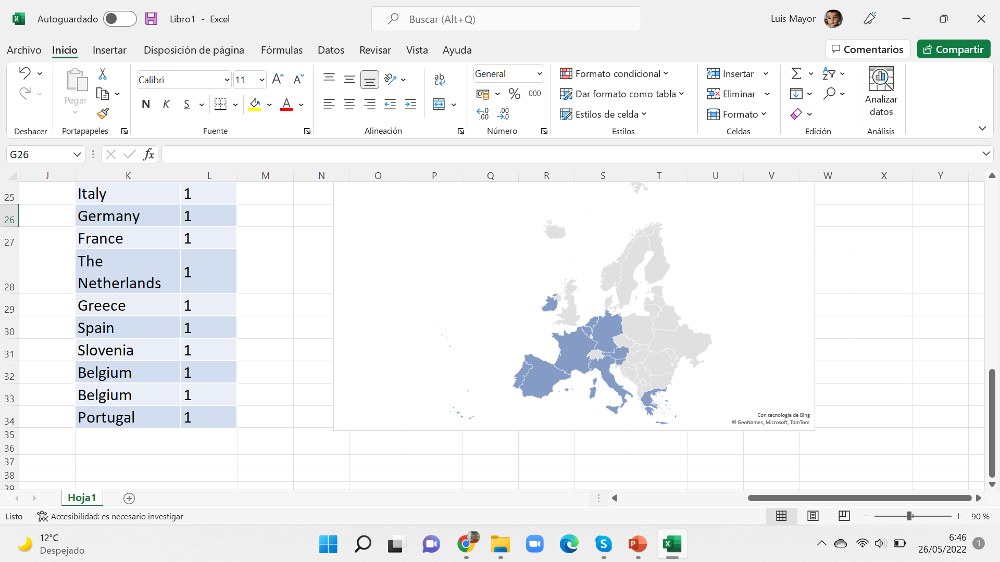 Autoguardado
Libro1 - Excel
Buscar (Alt+Q)
Luis Mayor
Archivo Inicio Insertar Disposición de página Fórmulas Datos Revisar Vista Ayuda
Comentarios
Compartir
Pegar
Calibri
11
N K S
A A
General
% 000
Formato condicional
Dar formato como tabla
Estilos de celda
Insertar
Eliminar
Formato
Analizar
datos
Deshacer Portapapeles Fuente Alineación Número Estilos Celdas Edición Análisis
G26
fx
J K L M N O P Q R S T U V W X Y
25 Italy 1
26 Germany 1
27 France 1
28 The Netherlands 1
29 Greece 1
30 Spain 1
31 Slovenia 1
32 Belgium 1
33 Belgium 1
34 Portugal 1
35
36
37
38
39
Con tecnología de Bing
© GeoNames, Microsoft, TomTom
Hoja1
Listo
Accesibilidad: es necesario investigar
90 %
12°C
Despejado
6:46
26/05/2022
1